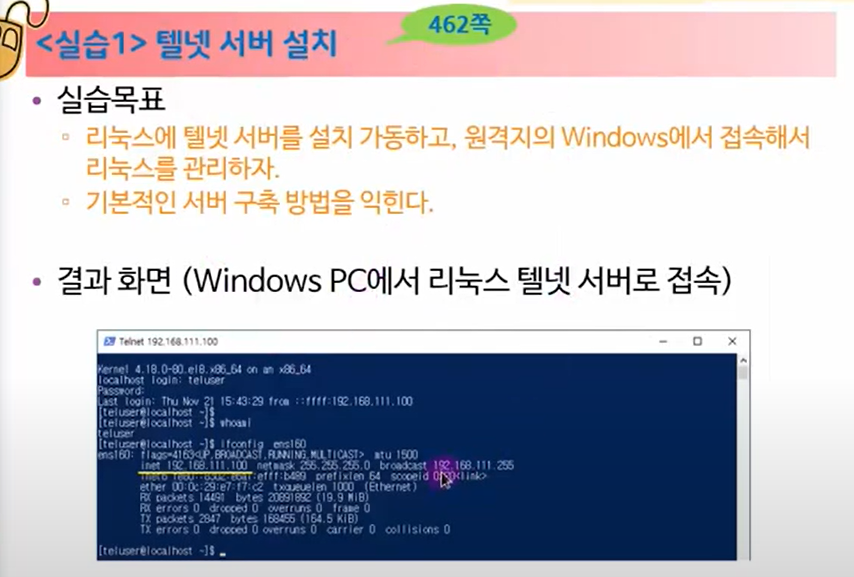 <실습1> 텔넷 서버 설치
462쪽
• 실습목표
▫ 리눅스에 텔넷 서버를 설치 가동하고, 원격지의 Windows에서 접속해서
리눅스를 관리하자.
▫ 기본적인 서버 구축 방법을 익힌다.
• 결과 화면 (Windows PC에서 리눅스 텔넷 서버로 접속)
Telnet 192.168.111.100
Kernel 4.18.0-80.el8.x86_64 on an x86_64
localhost login: teluser
Password:
Last login: Thu Nov 21 15:43:29 from ::ffff:192.168.111.100
[teluser@localhost ~]$
[teluser@localhost ~]$ whoami
teluser
[teluser@localhost ~]$ ifconfig ens160
ens160: flags=4163<UP,BROADCAST,RUNNING,MULTICAST> mtu 1500
inet 192.168.111.100 netmask 255.255.255.0 broadcast 192.168.111.255
prefixlen 64 scopeid <link>
ether 00:0c:29:e7:f7:c2 txqueuelen 1000 (Ethernet)
RX packets 14491 bytes 20891892 (19.9 MiB)
RX errors 0 dropped 0 overruns 0 frame 0
TX packets 2847 bytes 168455 (164.5 KiB)
TX errors 0 dropped 0 overruns 0 carrier 0 collisions 0
[teluser@localhost ~]$ _